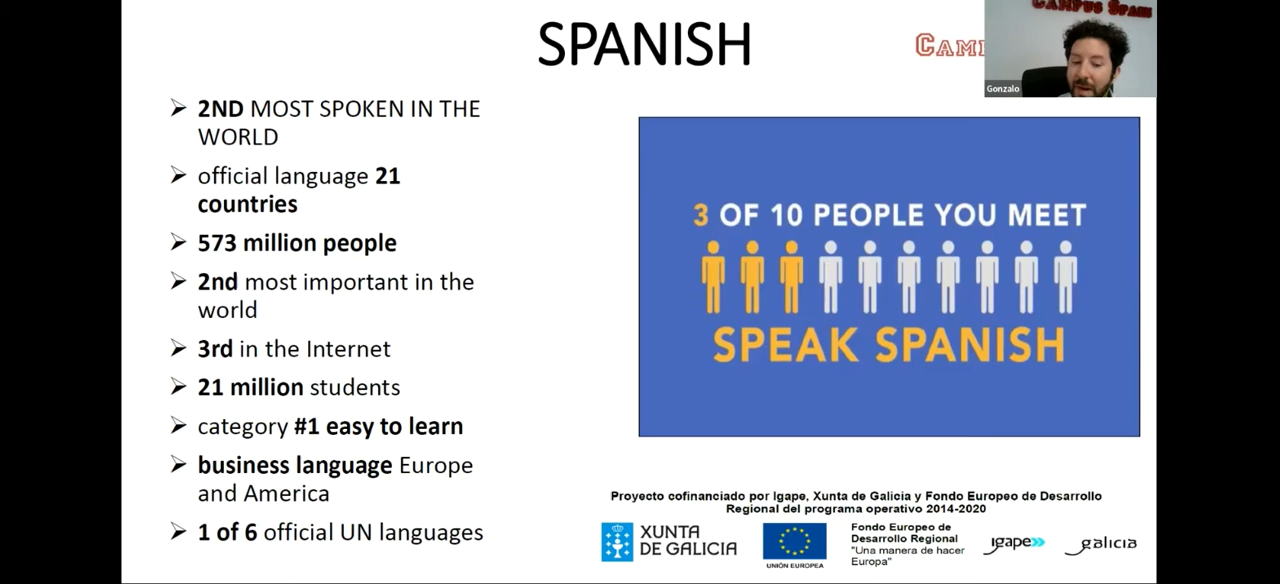 SPANISH
CAMPUS SPAIN
Gonzalo
➢ 2ND MOST SPOKEN IN THE
WORLD
➢ official language 21
countries
➢ 573 million people
➢ 2nd most important in the
world
➢ 3rd in the Internet
➢ 21 million students
➢ category #1 easy to learn
➢ business language Europe
and America
➢ 1 of 6 official UN languages
3 OF 10 PEOPLE YOU MEET
SPEAK SPANISH
Proyecto cofinanciado por Igape, Xunta de Galicia y Fondo Europeo de Desarrollo
Regional del programa operativo 2014-2020
XUNTA
DE GALICIA
UNIÓN EUROPEA
Fondo Europeo de
Desarrollo Regional
"Una manera de hacer
Europa"
igape
galicia